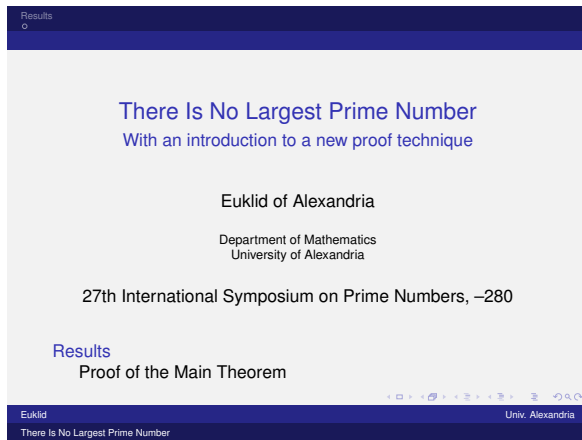 Results
There Is No Largest Prime Number
With an introduction to a new proof technique
Euklid of Alexandria
Department of Mathematics
University of Alexandria
27th International Symposium on Prime Numbers, –280
Results
Proof of the Main Theorem
Euklid
Univ. Alexandria
There Is No Largest Prime Number